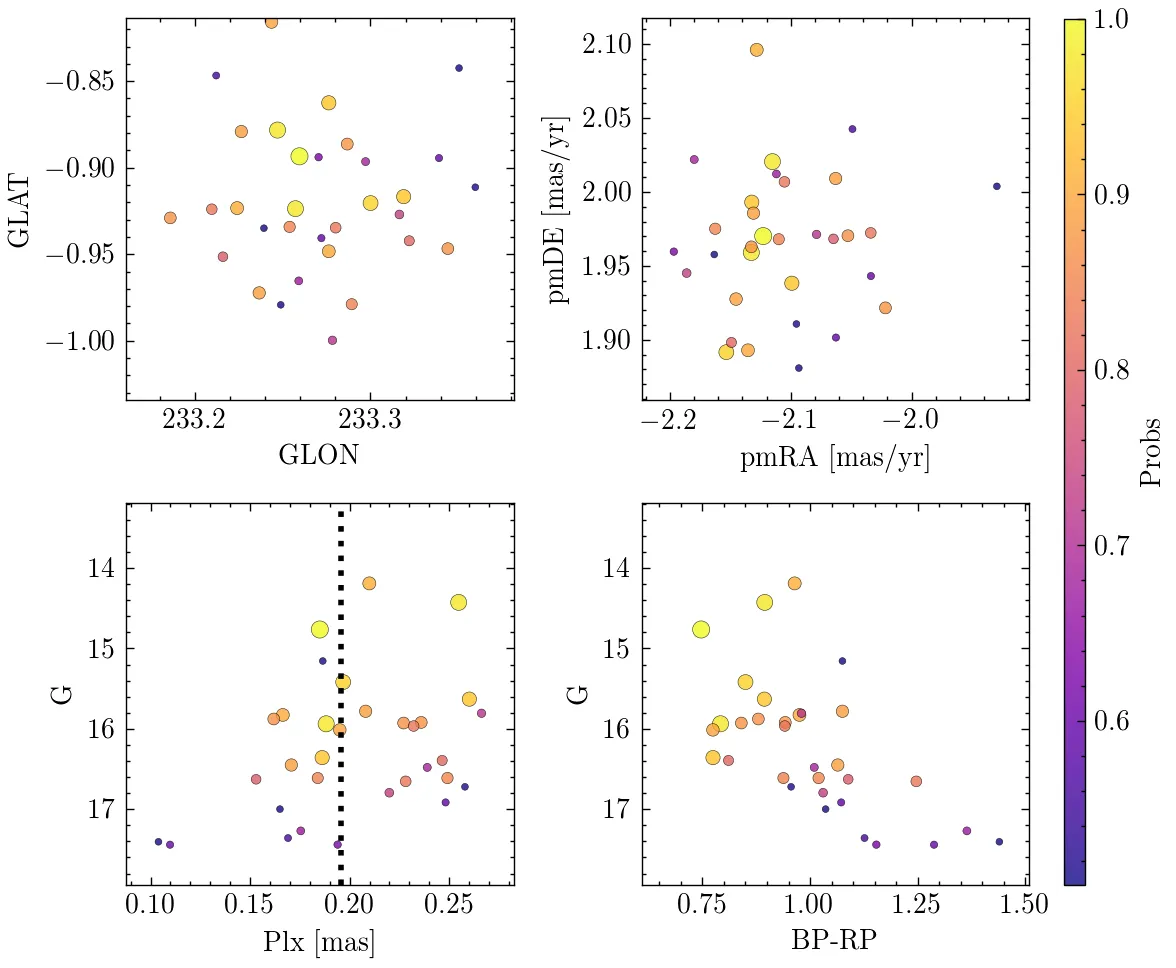 −0.85
−0.90
−0.95
−1.00
GLAT
233.2 233.3
GLON
2.10
2.05
2.00
1.95
1.90
pmDE [mas/yr]
−2.2 −2.1 −2.0
pmRA [mas/yr]
14
15
16
17
G
0.10 0.15 0.20 0.25
Plx [mas]
14
15
16
17
G
0.75 1.00 1.25 1.50
BP-RP
1.0
0.9
0.8
0.7
0.6
Probs